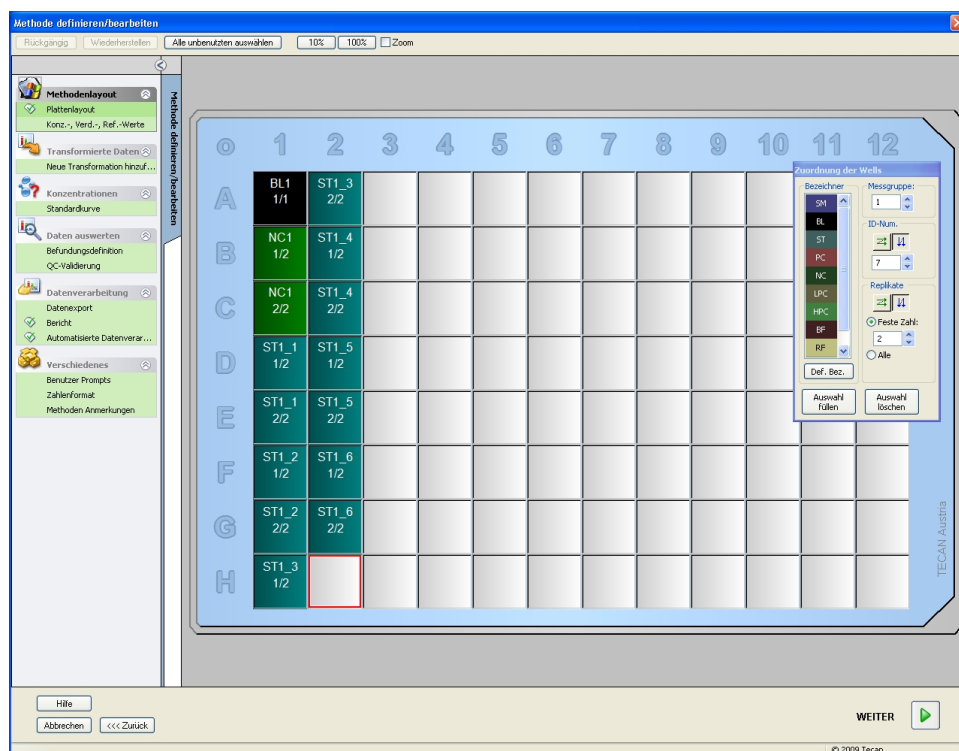 Methode definieren/bearbeiten
Rückgängig Wiederherstellen Alle unbenutzten auswählen 10% 100% Zoom
Methodenlayout
Plattenlayout
Konz.-, Verd.-, Ref.-Werte
Transformierte Daten
Neue Transformation hinzuf...
Konzentrationen
Standardkurve
Daten auswerten
Befundungsdefinition
QC-Validierung
Datenverarbeitung
Datenexport
Bericht
Automatisierte Datenverar...
Verschiedenes
Benutzer Prompts
Zahlenformat
Methoden Anmerkungen
Methode definieren/bearbeiten
1 2 3 4 5 6 7 8 9 10 11 12
A
BL1 ST1_3
1/1 2/2
B
NC1 ST1_4
1/2 1/2
C
NC1 ST1_4
2/2 2/2
D
ST1_1 ST1_5
1/2 1/2
E
ST1_1 ST1_5
2/2 2/2
F
ST1_2 ST1_6
1/2 1/2
G
ST1_2 ST1_6
2/2 2/2
H
ST1_3
1/2
TECAN Austria
Zuordnung der Wells
Bezeichner
SM
BL
ST
PC
NC
LPC
HPC
BF
RF
Def. Bez.
Messgruppe:
1
ID-Num.
7
Replikate
Feste Zahl:
2
Alle
Auswahl füllen
Auswahl löschen
Hilfe
Abbrechen <<< Zurück
WEITER
© 2009 Tecan